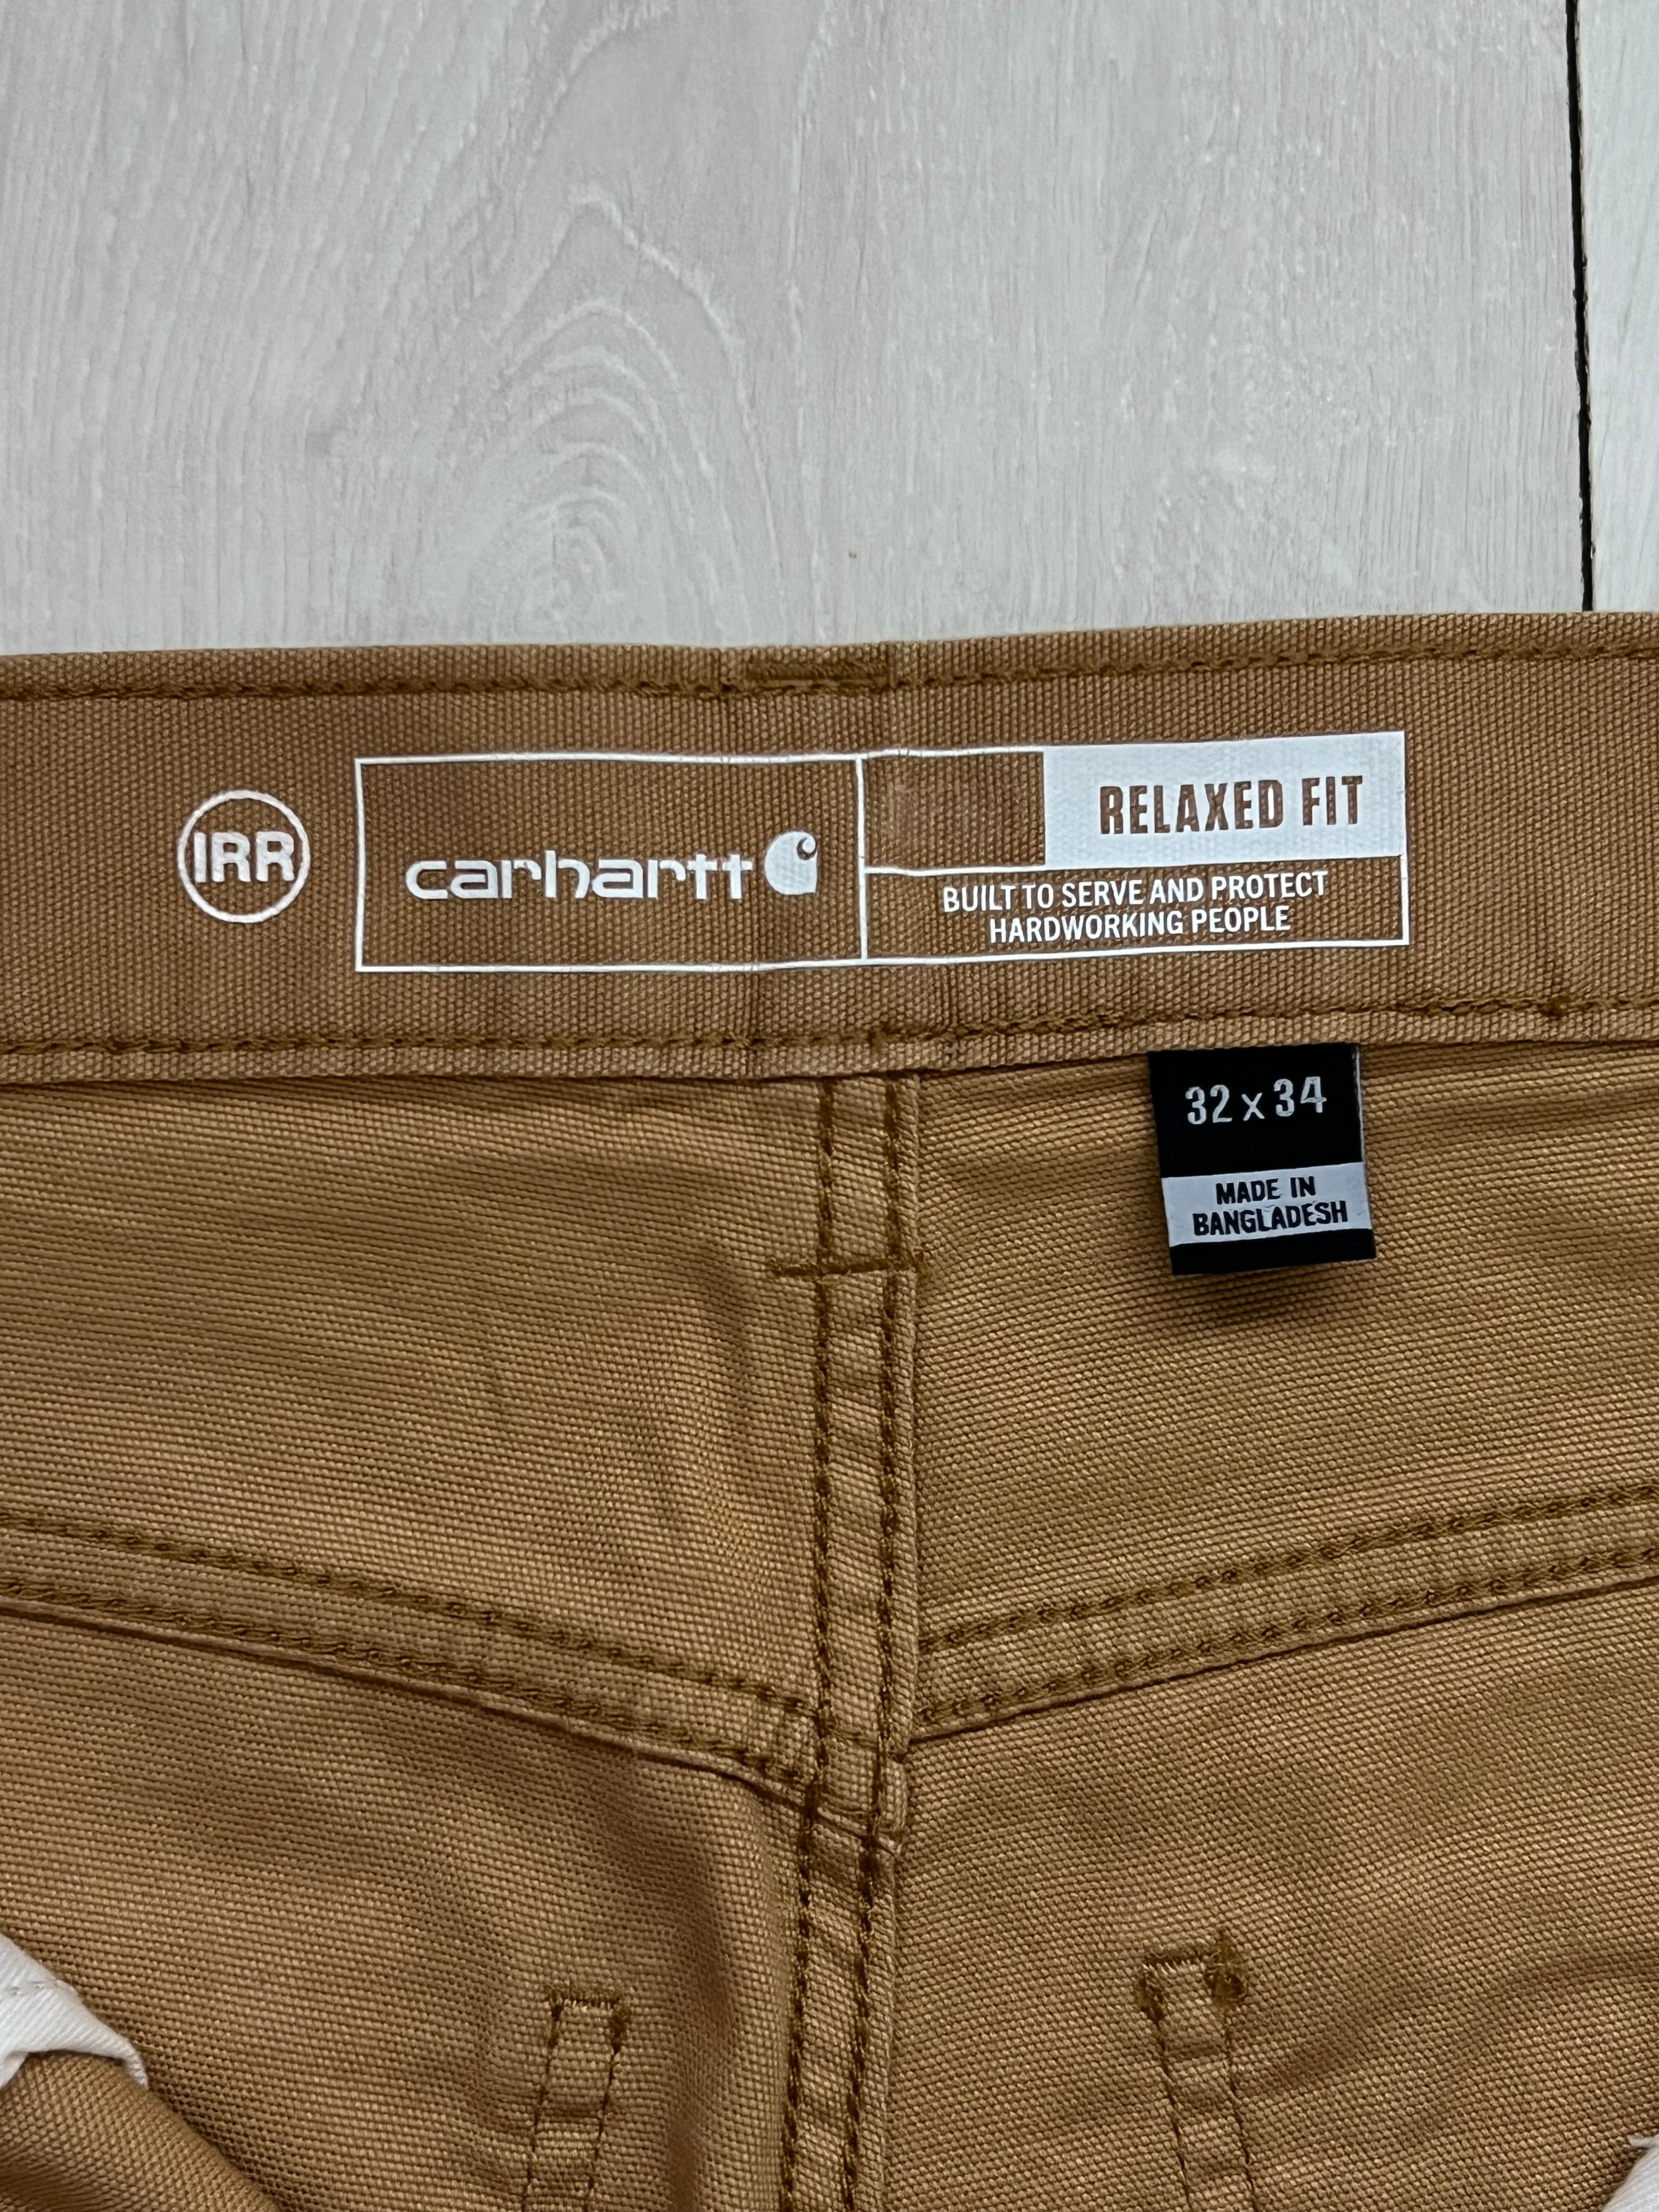 IRR
carhartt
RELAXED FIT
BUILT TO SERVE AND PROTECT
HARDWORKING PEOPLE
32 x 34
MADE IN
BANGLADESH